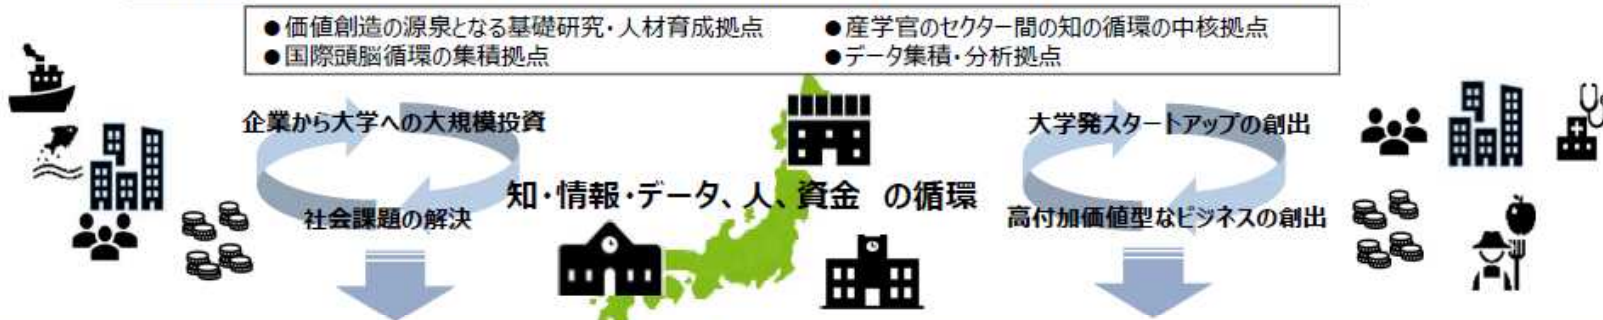 ●価値創造の源泉となる基礎研究・人材育成拠点
●国際頭脳循環の集積拠点
●産学官のセクター間の知の循環の中核拠点
●データ集積・分析拠点
企業から大学への大規模投資
社会課題の解決
知・情報・データ、人、資金 の循環
大学発スタートアップの創出
高付加価値型なビジネスの創出